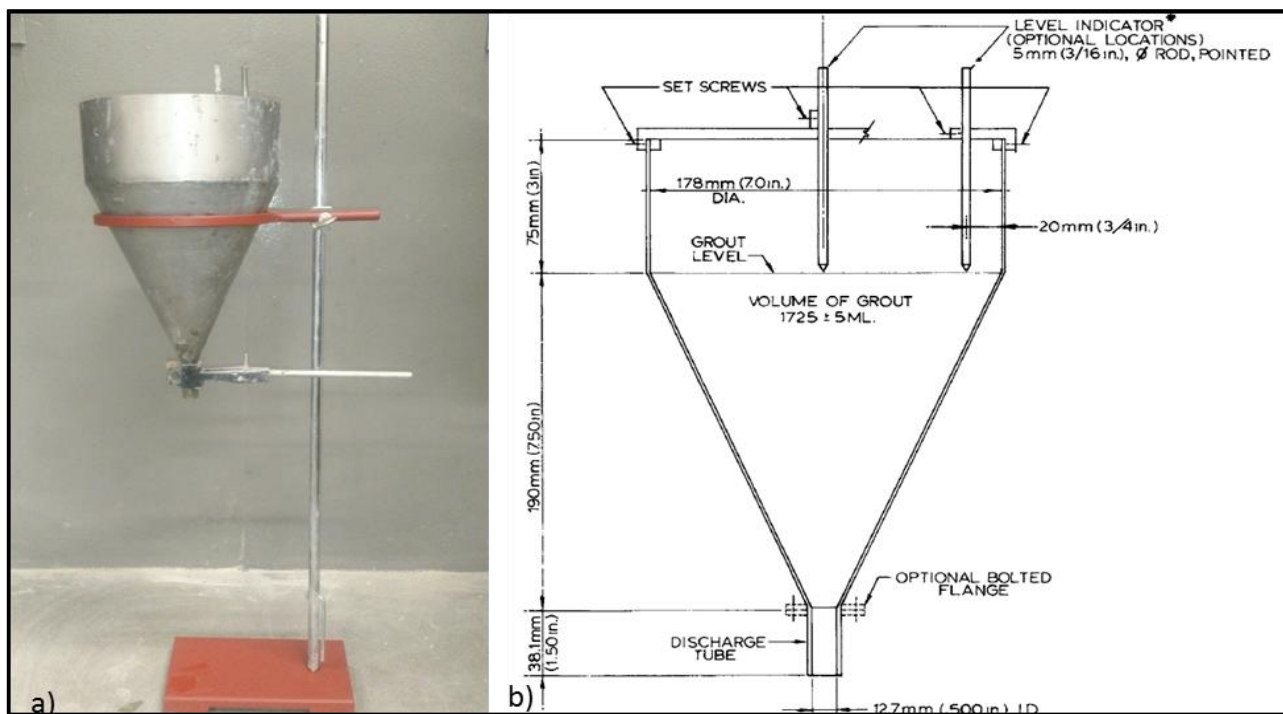 a)
b)
LEVEL INDICATOR*
(OPTIONAL LOCATIONS)
5mm (3/16 in.), Ø ROD, POINTED
SET SCREWS
75mm (3in)
178mm (7.0in.)
DIA.
20mm (3/4in.)
GROUT
LEVEL
VOLUME OF GROUT
1725 ± 5ML.
190mm (7.50in)
OPTIONAL BOLTED
FLANGE
38.1mm
(1.50in.)
DISCHARGE
TUBE
12.7mm (.500in.) I.D.